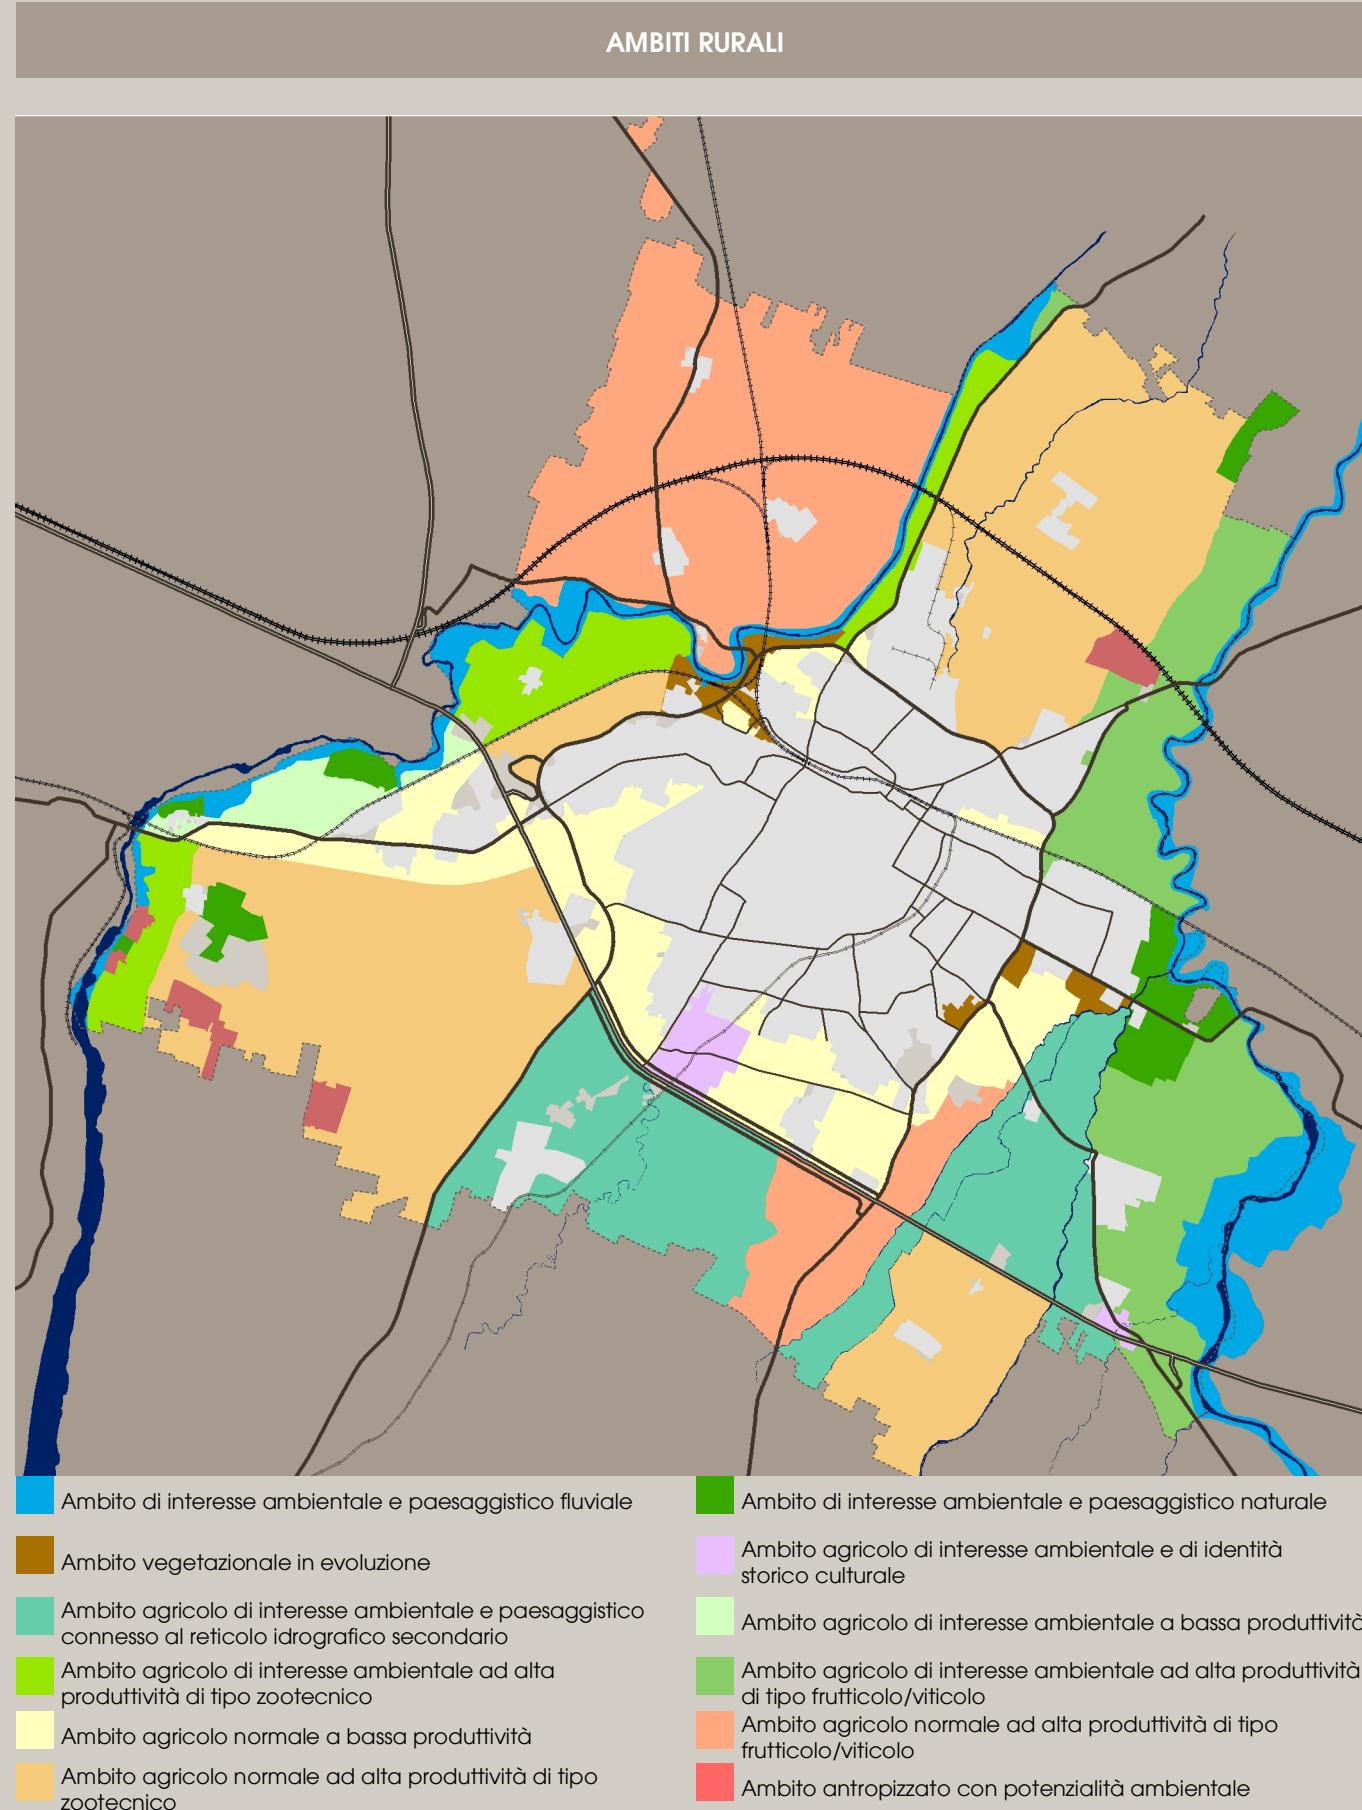 AMBITI RURALI
Ambito di interesse ambientale e paesaggistico fluviale
Ambito vegetazionale in evoluzione
Ambito agricolo di interesse ambientale e paesaggistico
connesso al reticolo idrografico secondario
Ambito agricolo di interesse ambientale ad alta
produttività di tipo zootecnico
Ambito agricolo normale a bassa produttività
Ambito agricolo normale ad alta produttività di tipo
zootecnico
Ambito di interesse ambientale e paesaggistico naturale
Ambito agricolo di interesse ambientale e di identità
storico culturale
Ambito agricolo di interesse ambientale a bassa produttività
Ambito agricolo di interesse ambientale ad alta produttività
di tipo frutticolo/viticolo
Ambito agricolo normale ad alta produttività di tipo
frutticolo/viticolo
Ambito antropizzato con potenzialità ambientale